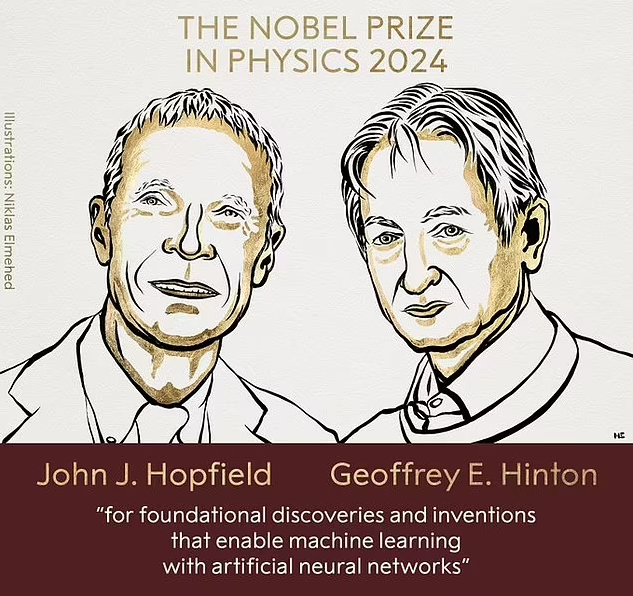 THE NOBEL PRIZE
IN PHYSICS 2024
Illustrations: Niklas Elmehed
NE
John J. Hopfield
Geoffrey E. Hinton
"for foundational discoveries and inventions
that enable machine learning
with artificial neural networks"